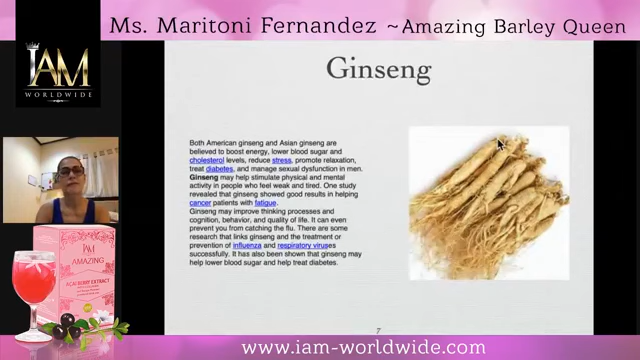 Ms. Maritoni Fernandez ~Amazing Barley Queen
IAM
WORLDWIDE
Ginseng
Both American ginseng and Asian ginseng are
believed to boost energy, lower blood sugar and
cholesterol levels, reduce stress, promote relaxation,
treat diabetes, and manage sexual dysfunction in men.
Ginseng may help stimulate physical and mental
activity in people who feel weak and tired. One study
revealed that ginseng showed good results in helping
cancer patients with fatigue.
Ginseng may improve thinking processes and
cognition, behavior, and quality of life. It can even
prevent you from catching the flu. There are some
research that links ginseng and the treatment or
prevention of influenza and respiratory viruses
successfully. It has also been shown that ginseng may
help lower blood sugar and help treat diabetes.
IAM
AMAZING
AÇAI BERRY EXTRACT
7
www.iam-worldwide.com